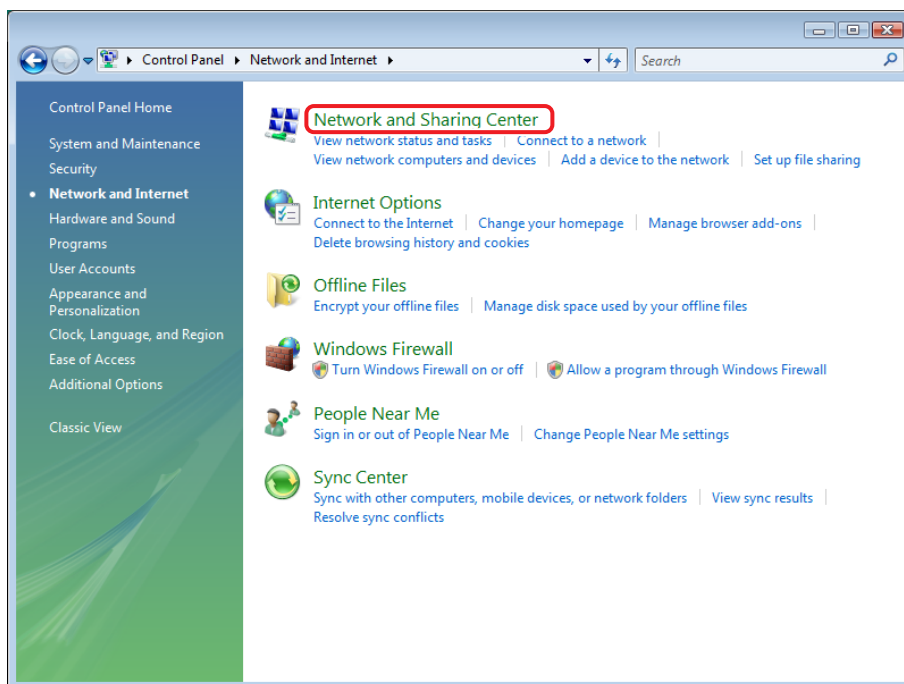 Control Panel Network and Internet
Search
Control Panel Home
System and Maintenance
Security
Network and Internet
Hardware and Sound
Programs
User Accounts
Appearance and
Personalization
Clock, Language, and Region
Ease of Access
Additional Options
Classic View
Network and Sharing Center
View network status and tasks Connect to a network
View network computers and devices Add a device to the network Set up file sharing
Internet Options
Connect to the Internet Change your homepage Manage browser add-ons
Delete browsing history and cookies
Offline Files
Encrypt your offline files Manage disk space used by your offline files
Windows Firewall
Turn Windows Firewall on or off Allow a program through Windows Firewall
People Near Me
Sign in or out of People Near Me Change People Near Me settings
Sync Center
Sync with other computers, mobile devices, or network folders View sync results
Resolve sync conflicts